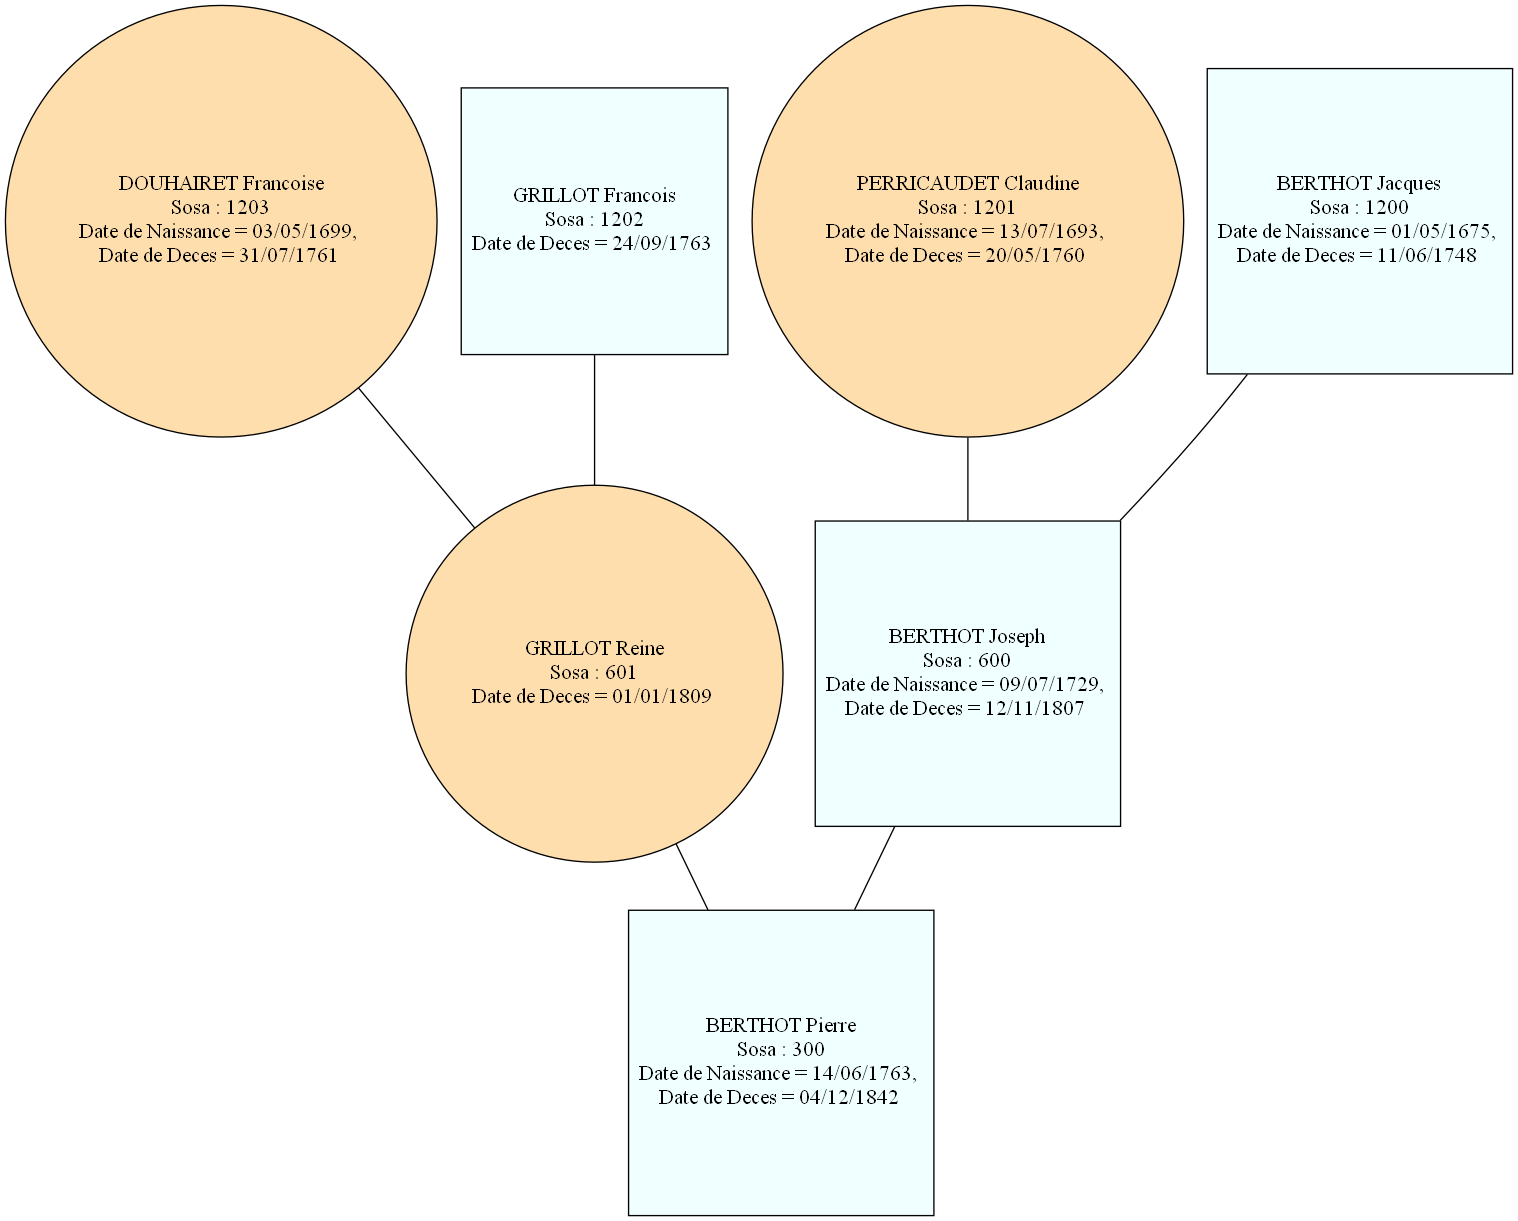 DOUHAIRET Francoise
Sosa : 1203
Date de Naissance = 03/05/1699,
Date de Deces = 31/07/1761
GRILLOT Francois
Sosa : 1202
Date de Deces = 24/09/1763
PERRICAUDET Claudine
Sosa : 1201
Date de Naissance = 13/07/1693,
Date de Deces = 20/05/1760
BERTHOT Jacques
Sosa : 1200
Date de Naissance = 01/05/1675,
Date de Deces = 11/06/1748
GRILLOT Reine
Sosa : 601
Date de Deces = 01/01/1809
BERTHOT Joseph
Sosa : 600
Date de Naissance = 09/07/1729,
Date de Deces = 12/11/1807
BERTHOT Pierre
Sosa : 300
Date de Naissance = 14/06/1763,
Date de Deces = 04/12/1842